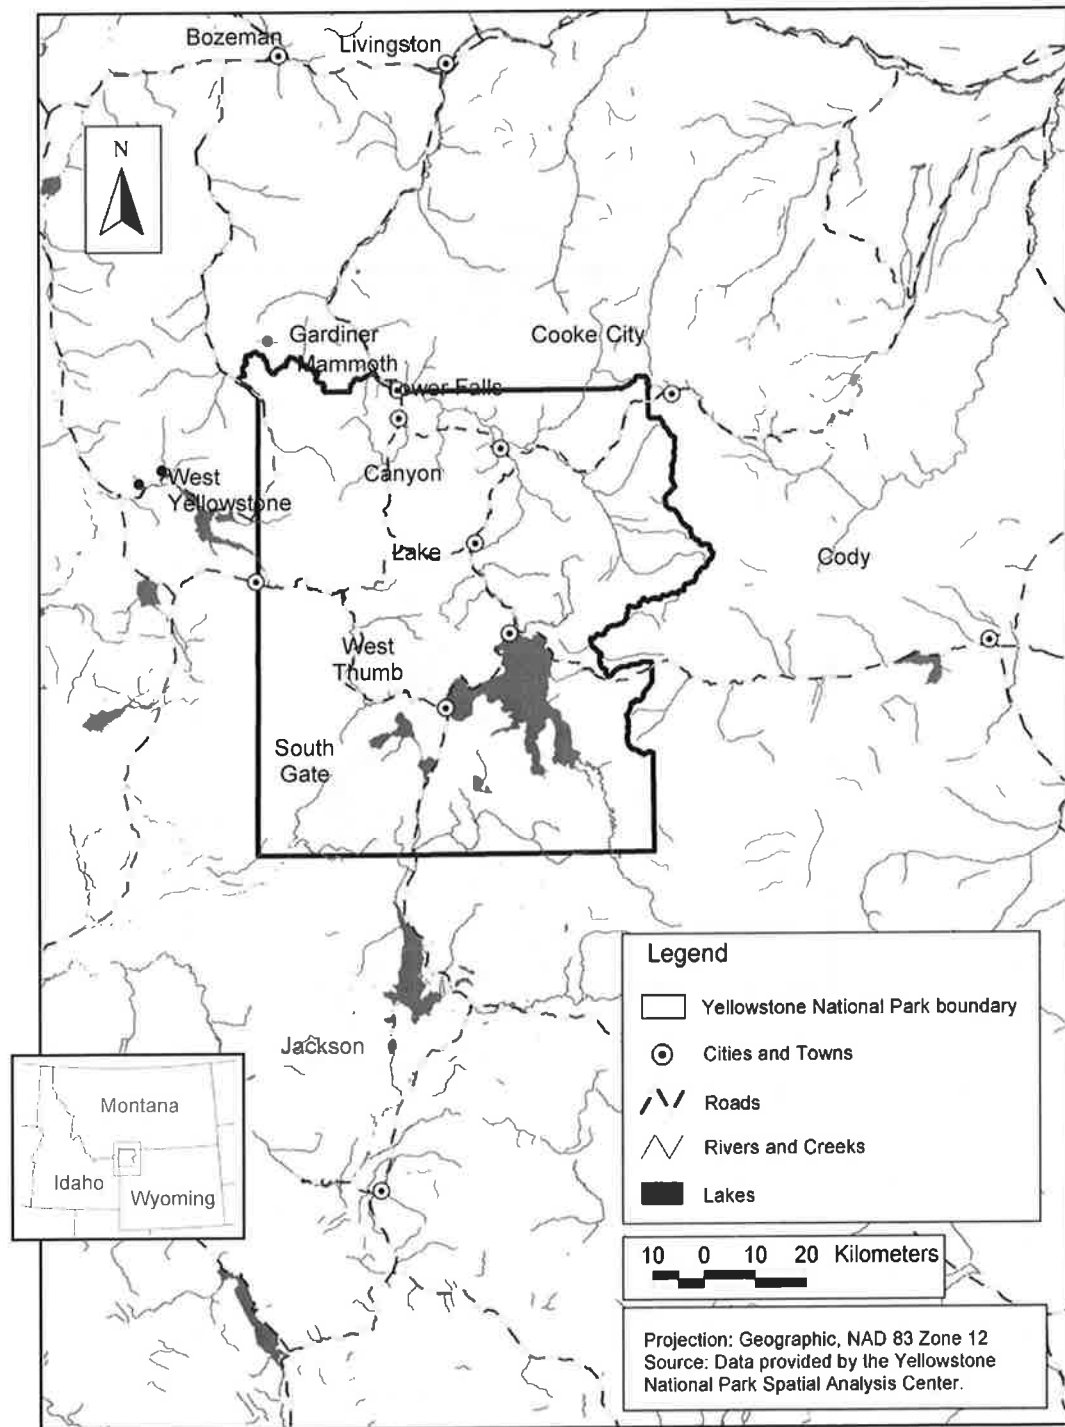 Bozeman
Livingston
N
Gardiner
Mammoth
Cooke City
Tower Falls
Canyon
West
Yellowstone
Lake
Cody
West
Thumb
South
Gate
Jackson
Montana
Idaho
Wyoming
Legend
Yellowstone National Park boundary
Cities and Towns
Roads
Rivers and Creeks
Lakes
10 0 10 20 Kilometers
Projection: Geographic, NAD 83 Zone 12
Source: Data provided by the Yellowstone
National Park Spatial Analysis Center.